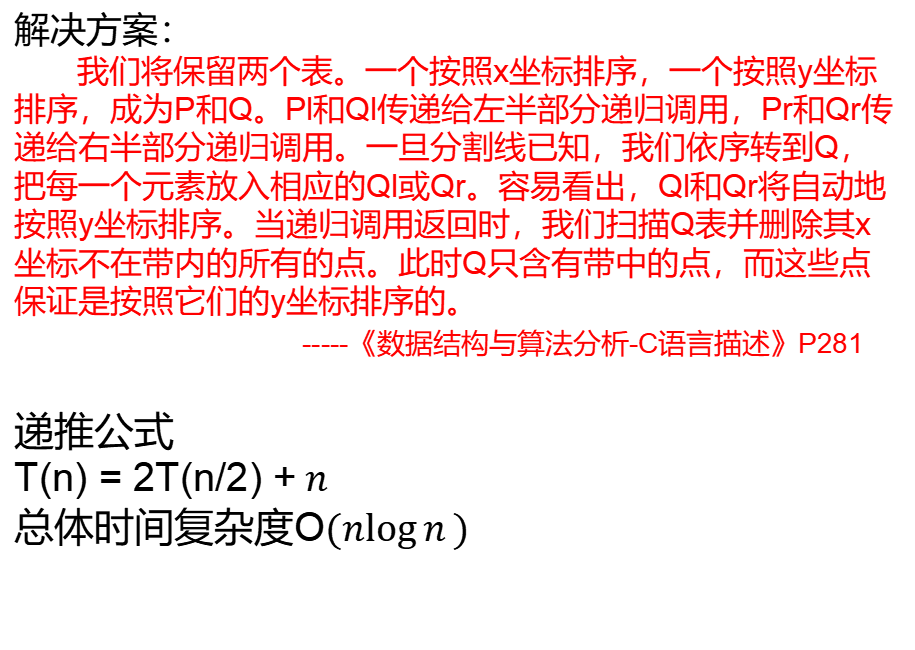 解决方案：
我们将保留两个表。一个按照x坐标排序，一个按照y坐标
排序，成为P和Q。Pl和Ql传递给左半部分递归调用，Pr和Qr传
递给右半部分递归调用。一旦分割线已知，我们依序转到Q，
把每一个元素放入相应的Ql或Qr。容易看出，Ql和Qr将自动地
按照y坐标排序。当递归调用返回时，我们扫描Q表并删除其x
坐标不在带内的所有的点。此时Q只含有带中的点，而这些点
保证是按照它们的y坐标排序的。
-----《数据结构与算法分析-C语言描述》P281
递推公式
T(n) = 2T(n/2) + n
总体时间复杂度O(nlog n )